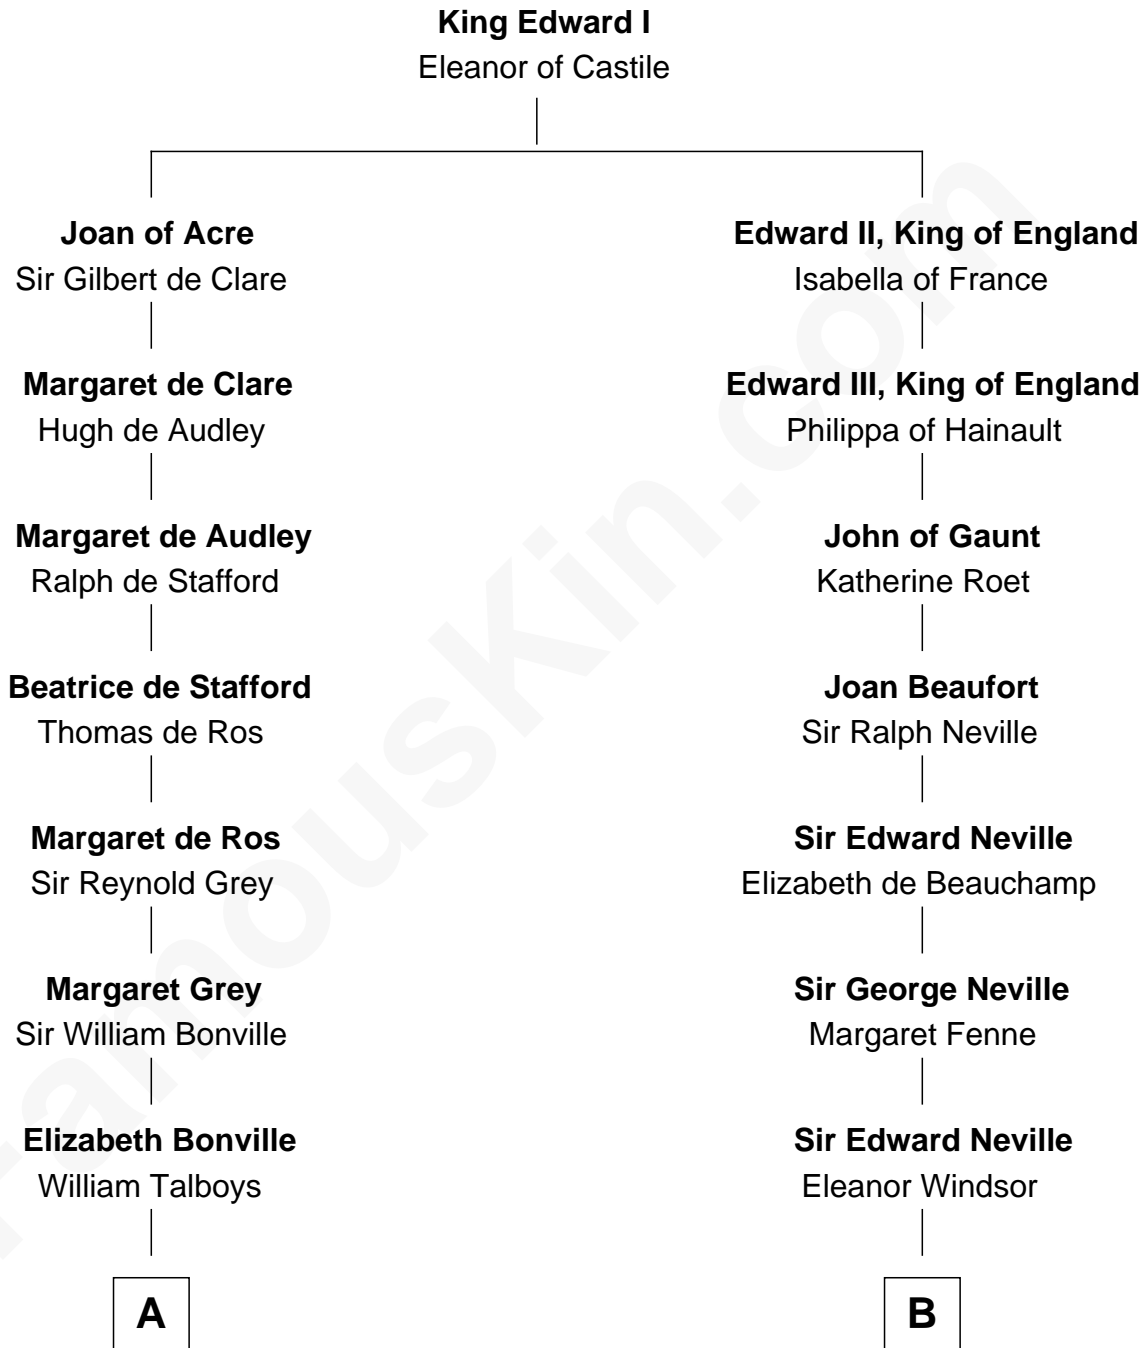 King Edward I
Eleanor of Castile
Joan of Acre
Sir Gilbert de Clare
Edward II, King of England
Isabella of France
Margaret de Clare
Hugh de Audley
Edward III, King of England
Philippa of Hainault
Margaret de Audley
Ralph de Stafford
John of Gaunt
Katherine Roet
Beatrice de Stafford
Thomas de Ros
Joan Beaufort
Sir Ralph Neville
Margaret de Ros
Sir Reynold Grey
Sir Edward Neville
Elizabeth de Beauchamp
Margaret Grey
Sir William Bonville
Sir George Neville
Margaret Fenne
Elizabeth Bonville
William Talboys
Sir Edward Neville
Eleanor Windsor
A
B
FamousKin.com